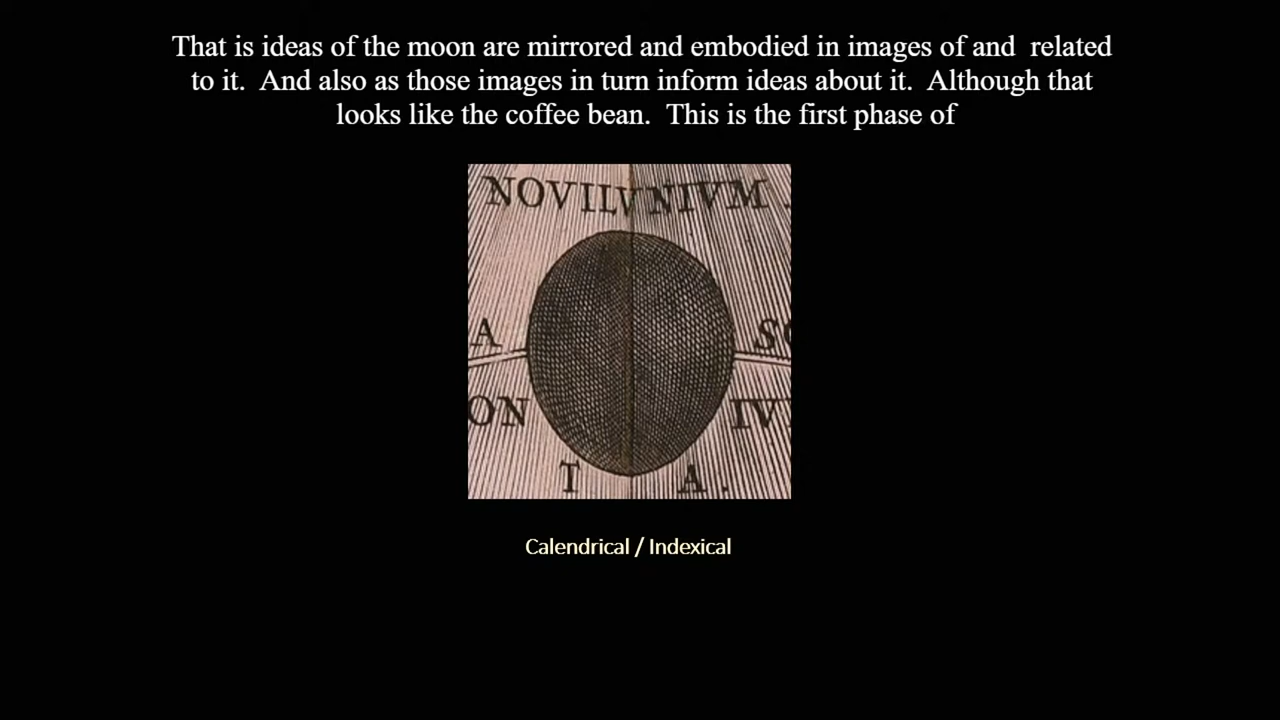 That is ideas of the moon are mirrored and embodied in images of and related
to it. And also as those images in turn inform ideas about it. Although that
looks like the coffee bean. This is the first phase of
NOVILVNIVM.
A
ON IV
T A.
Calendrical / Indexical